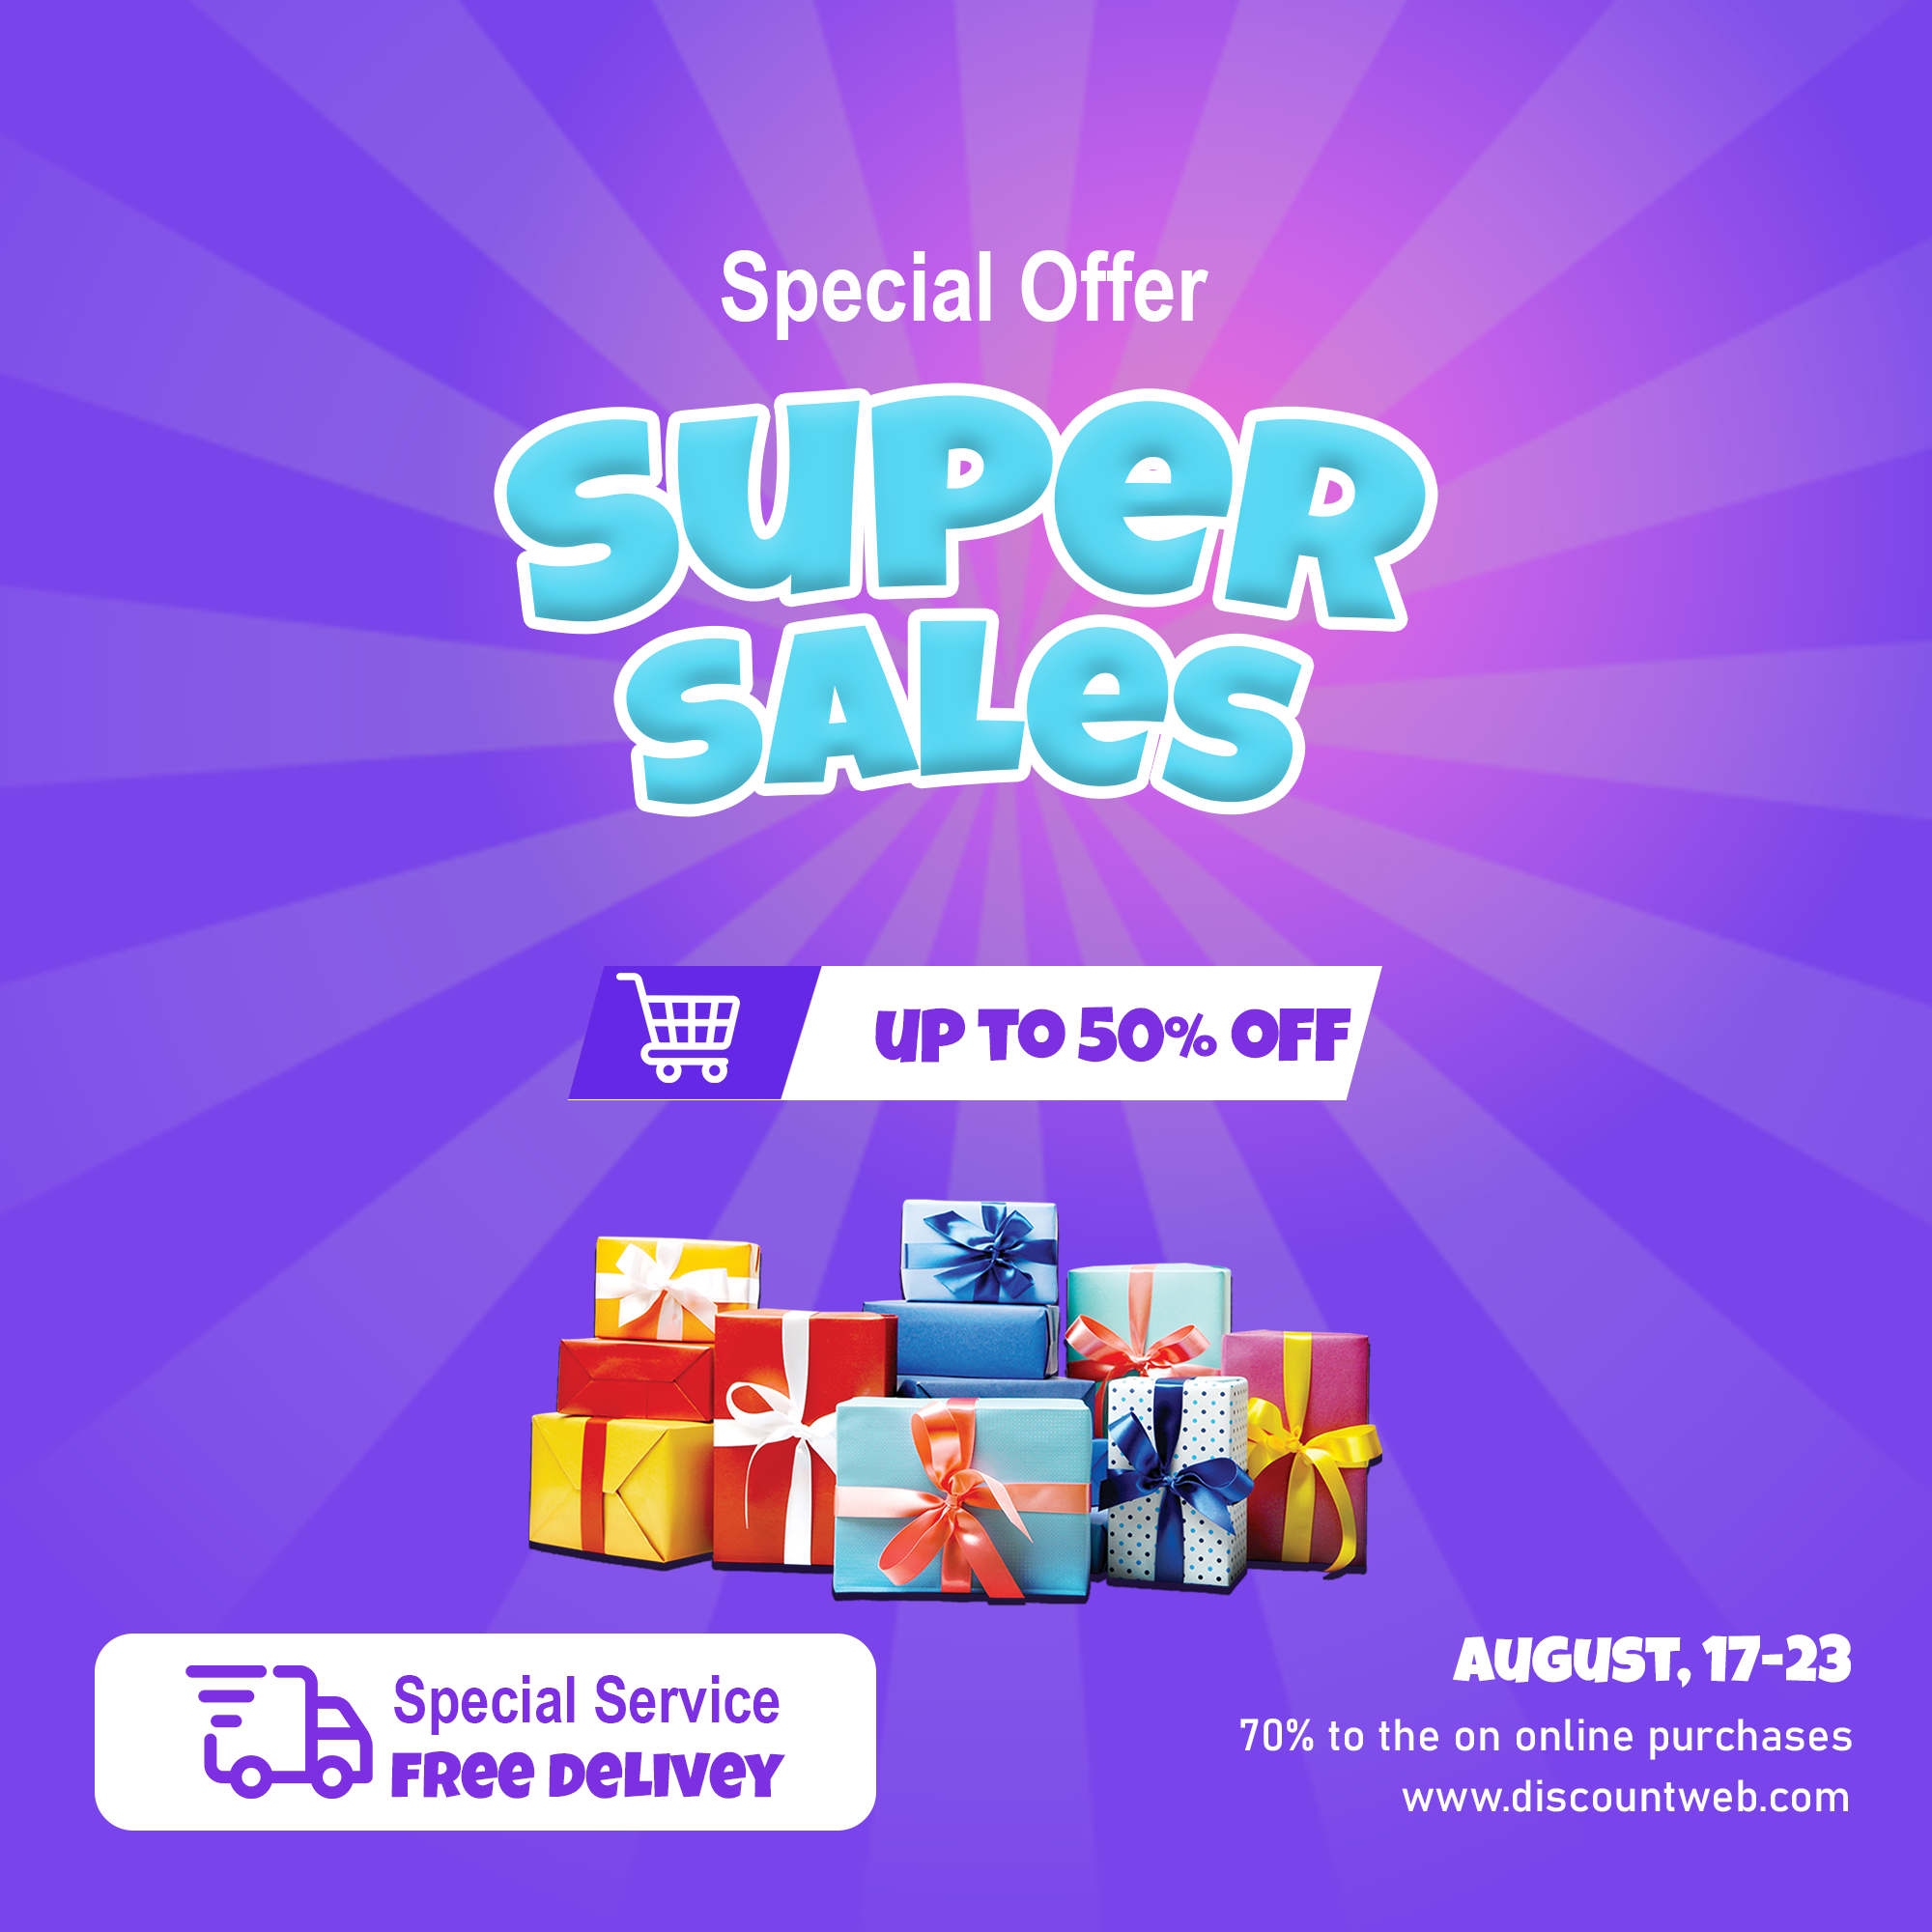 Special Offer
SUPeR
SALeS
UP TO 50% OFF
Special Service
FRee DeLIVeY
AUGUST, 17-23
70% to the on online purchases
www.discountweb.com